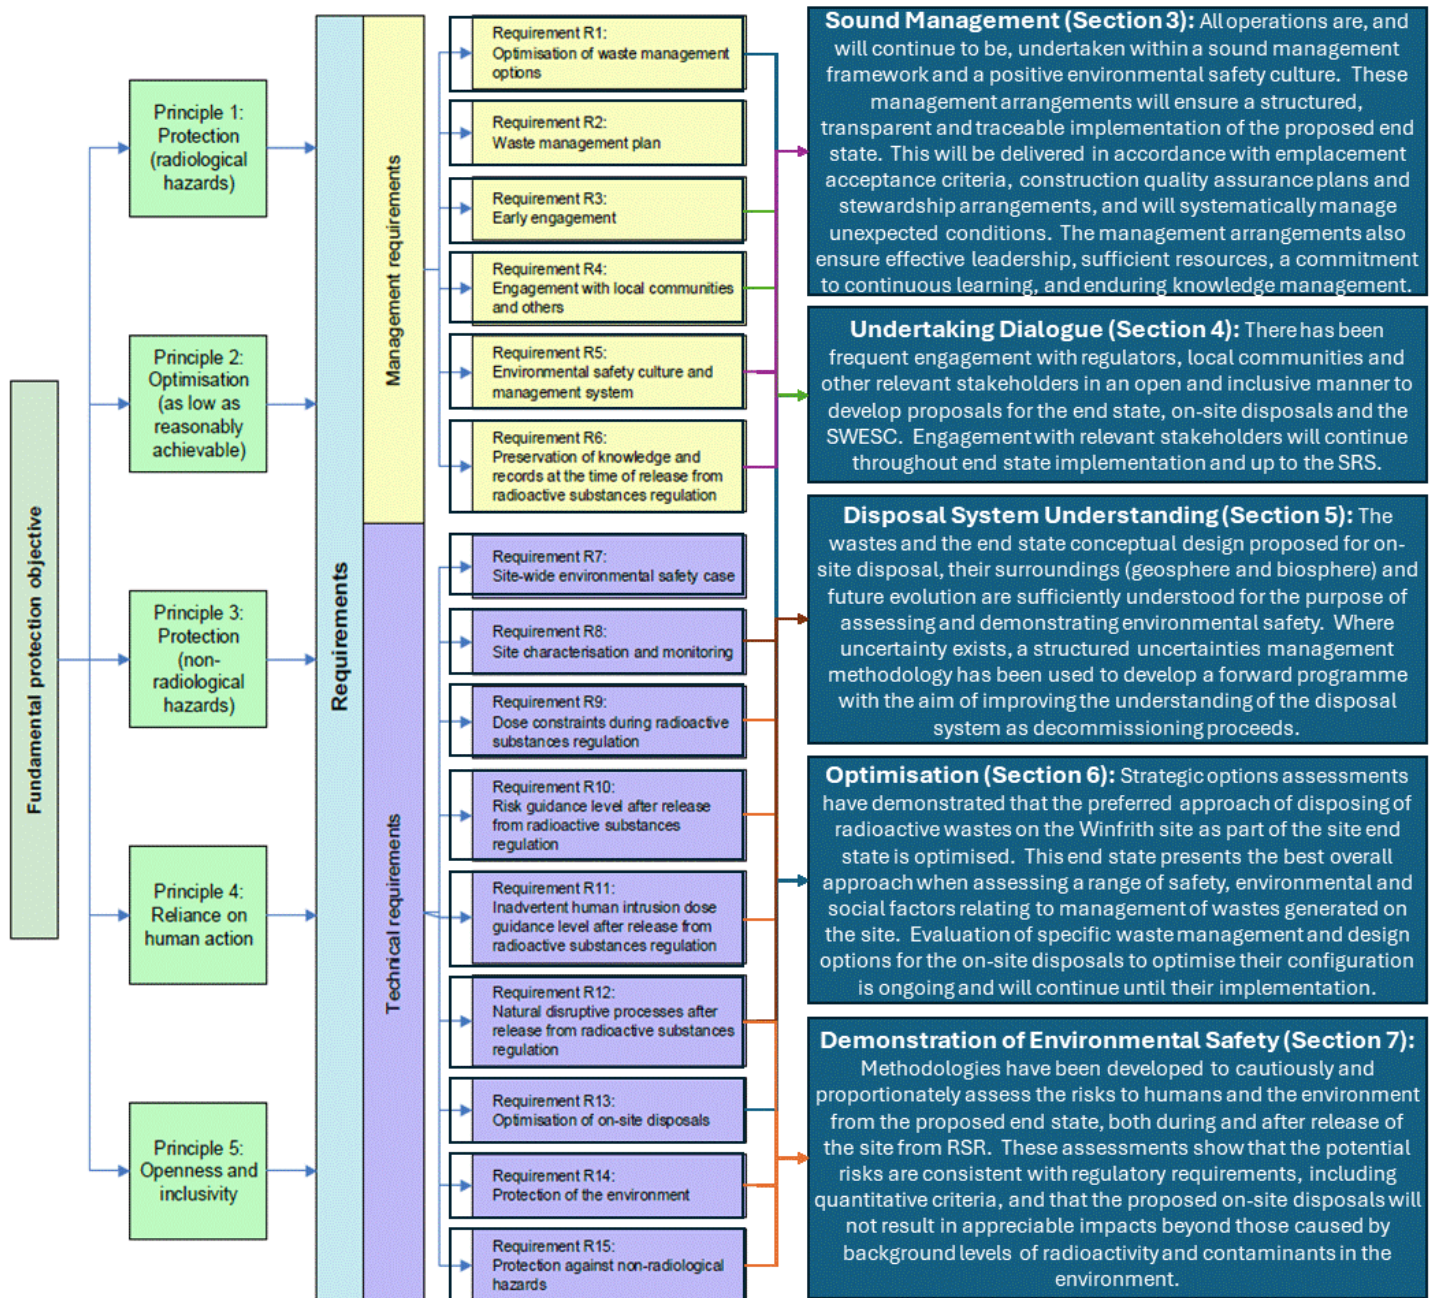 Fundamental protection objective
Principle 1:
Protection
(radiological
hazards)
Principle 2:
Optimisation
(as low as
reasonably
achievable)
Principle 3:
Protection
(non-
radiological
hazards)
Principle 4:
Reliance on
human action
Principle 5:
Openness and
inclusivity
Requirements
Management requirements
Technical requirements
Requirement R1:
Optimisation of waste management
options
Requirement R2:
Waste management plan
Requirement R3:
Early engagement
Requirement R4:
Engagement with local communities
and others
Requirement R5:
Environmental safety culture and
management system
Requirement R6:
Preservation of knowledge and
records at the time of release from
radioactive substances regulation
Requirement R7:
Site-wide environmental safety case
Requirement R8:
Site characterisation and monitoring
Requirement R9:
Dose constraints during radioactive
substances regulation
Requirement R10:
Risk guidance level after release
from radioactive substances
regulation
Requirement R11:
Inadvertent human intrusion dose
guidance level after release from
radioactive substances regulation
Requirement R12:
Natural disruptive processes after
release from radioactive substances
regulation
Requirement R13:
Optimisation of on-site disposals
Requirement R14:
Protection of the environment
Requirement R15:
Protection against non-radiological
hazards
Sound Management (Section 3): All operations are, and
will continue to be, undertaken within a sound management
framework and a positive environmental safety culture. These
management arrangements will ensure a structured,
transparent and traceable implementation of the proposed end
state. This will be delivered in accordance with emplacement
acceptance criteria, construction quality assurance plans and
stewardship arrangements, and will systematically manage
unexpected conditions. The management arrangements also
ensure effective leadership, sufficient resources, a commitment
to continuous learning, and enduring knowledge management.
Undertaking Dialogue (Section 4): There has been
frequent engagement with regulators, local communities and
other relevant stakeholders in an open and inclusive manner to
develop proposals for the end state, on-site disposals and the
SWESC. Engagement with relevant stakeholders will continue
throughout end state implementation and up to the SRS.
Disposal System Understanding (Section 5): The
wastes and the end state conceptual design proposed for on-
site disposal, their surroundings (geosphere and biosphere) and
future evolution are sufficiently understood for the purpose of
assessing and demonstrating environmental safety. Where
uncertainty exists, a structured uncertainties management
methodology has been used to develop a forward programme
with the aim of improving the understanding of the disposal
system as decommissioning proceeds.
Optimisation (Section 6): Strategic options assessments
have demonstrated that the preferred approach of disposing of
radioactive wastes on the Winfrith site as part of the site end
state is optimised. This end state presents the best overall
approach when assessing a range of safety, environmental and
social factors relating to management of wastes generated on
the site. Evaluation of specific waste management and design
options for the on-site disposals to optimise their configuration
is ongoing and will continue until their implementation.
Demonstration of Environmental Safety (Section 7):
Methodologies have been developed to cautiously and
proportionately assess the risks to humans and the environment
from the proposed end state, both during and after release of
the site from RSR. These assessments show that the potential
risks are consistent with regulatory requirements, including
quantitative criteria, and that the proposed on-site disposals will
not result in appreciable impacts beyond those caused by
background levels of radioactivity and contaminants in the
environment.